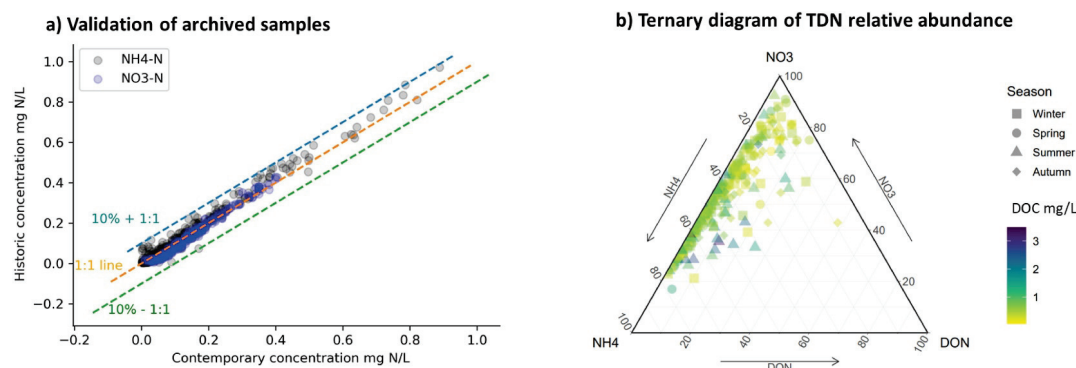 a) Validation of archived samples
NH4-N
NO3-N
1.0
0.8
0.6
0.4
0.2
0.0
−0.2
Historic concentration mg N/L
10% + 1:1
1:1 line
10% - 1:1
−0.2
0.0
0.2
0.4
0.6
0.8
1.0
Contemporary concentration mg N/L
b) Ternary diagram of TDN relative abundance
NO3
100
80
60
40
20
NO3
20
40
60
80
100
NH4
NH4
DON
20
40
60
80
100
DON
Season
Winter
Spring
Summer
Autumn
DOC mg/L
3
2
1